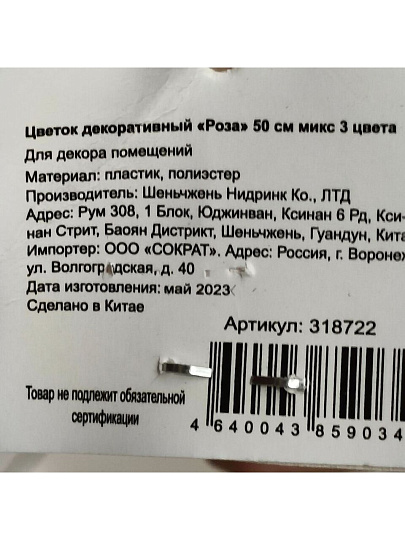 Цветок декоративный «Роза» 50 см микс 3 цвета
Для декора помещений
Материал: пластик, полиэстер
Производитель: Шеньчжень Нидринк Ко., ЛТД
Адрес: Рум 308, 1 Блок, Юджинван, Ксинан 6 Рд, Кси-
нан Стрит, Баоян Дистрикт, Шеньчжень, Гуандун, Кита
Импортер: ООО «СОКРАТ». Адрес: Россия, г. Воронеж
ул. Волгоградская, д. 40
Дата изготовления: май 2023
Сделано в Китае
Артикул: 318722
Товар не подлежит обязательной
сертификации
4 640043 859034